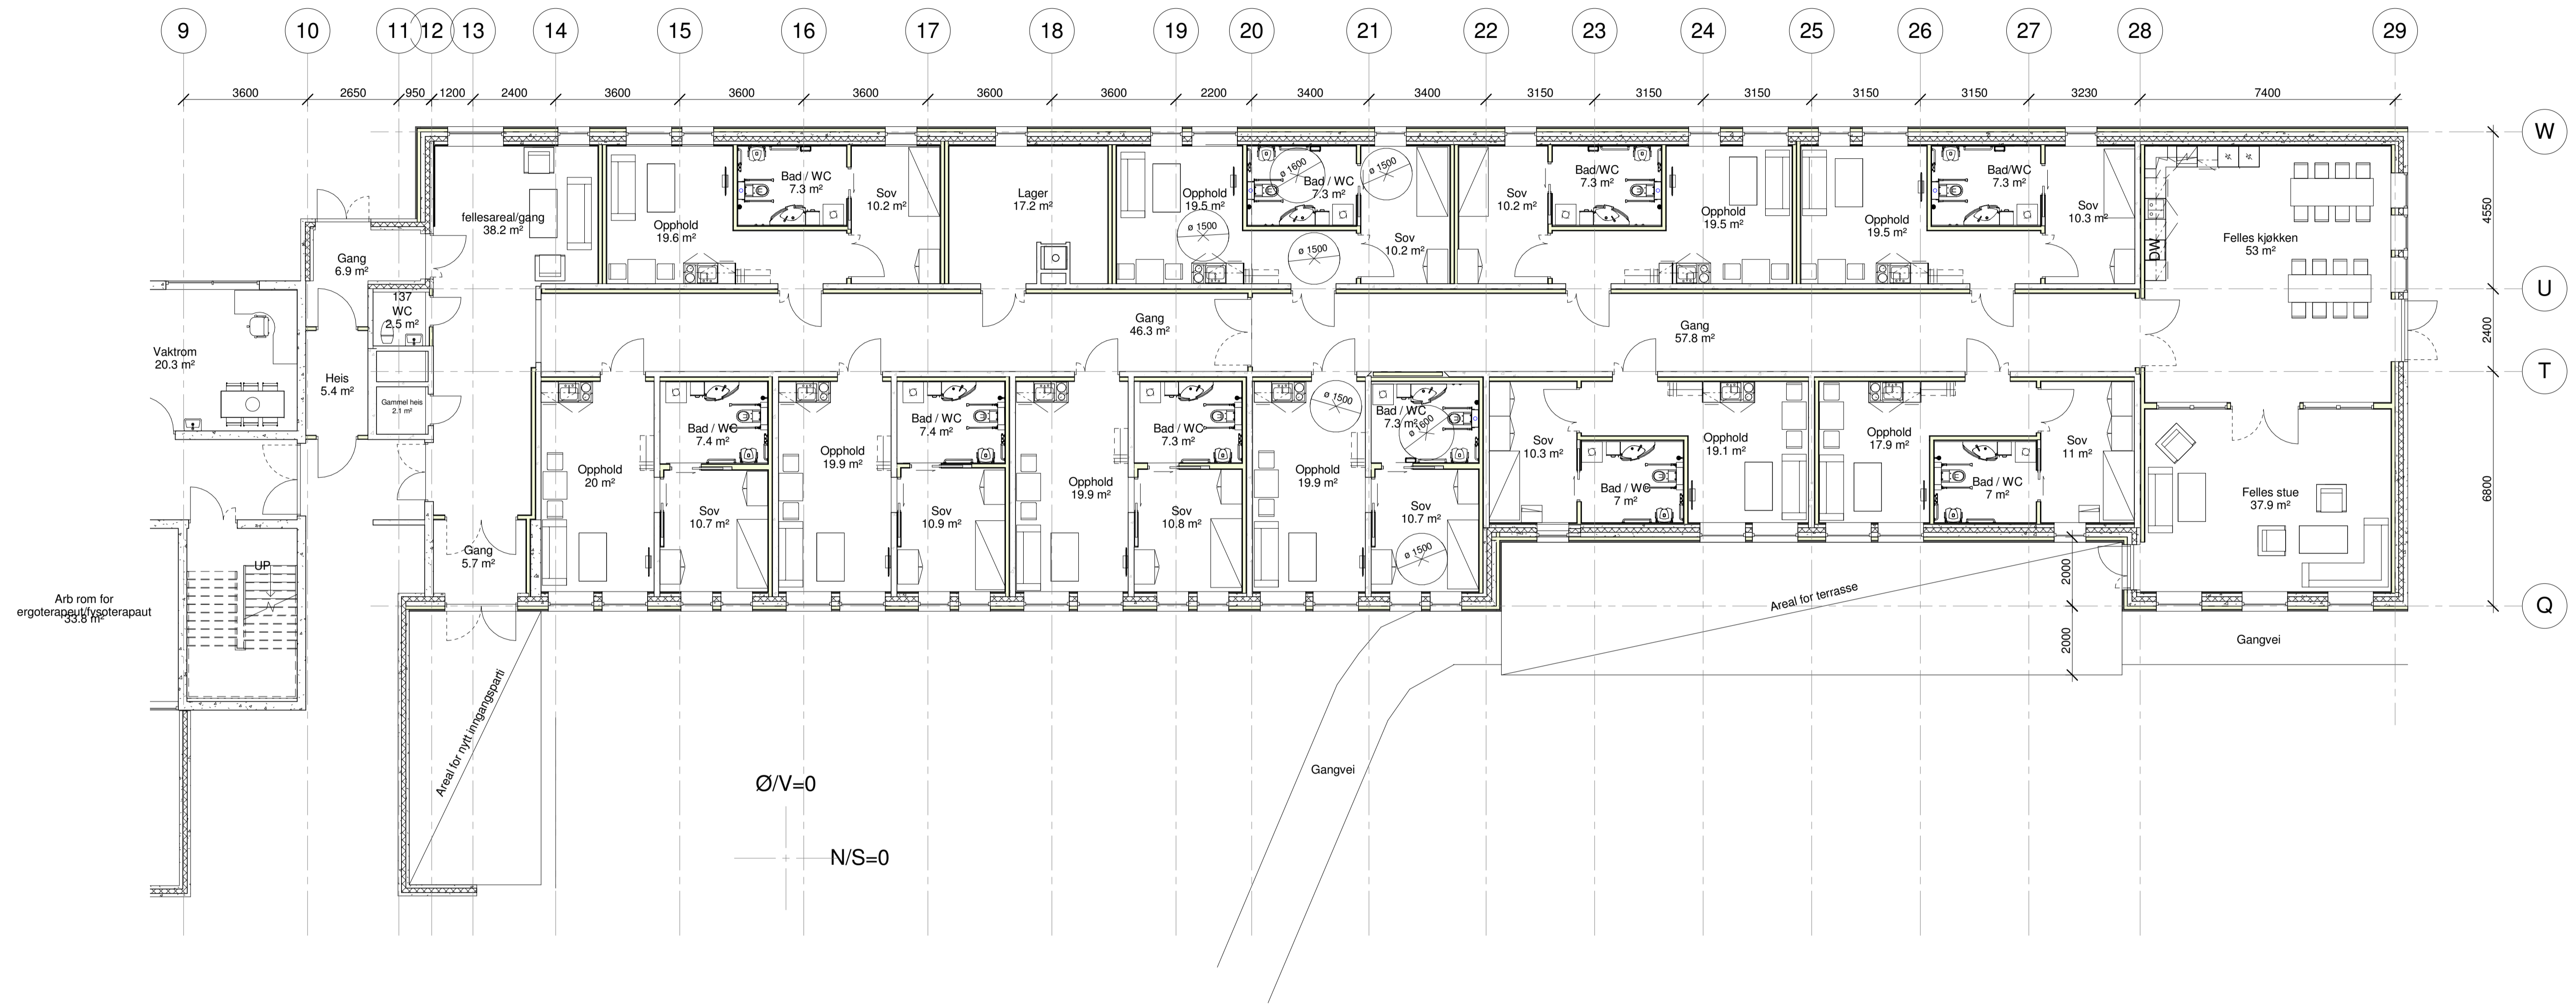 9 10 11 12 13 14 15 16 17 18 19 20 21 22 23 24 25 26 27 28 29
3600 2650 950 1200 2400 3600 3600 3600 3600 3600 2200 3400 3400 3150 3150 3150 3150 3150 3230 7400
W
U
T
Q
4550
2400
6800
2000
2000
fellesareal/gang
38.2 m²
Opphold
19.6 m²
Bad / WC
7.3 m²
Sov
10.2 m²
Lager
17.2 m²
Opphold
19.5 m²
ø 1500
ø 1600
Bad / WC
7.3 m²
ø 1500
ø 1500
Sov
10.2 m²
Sov
10.2 m²
Bad/WC
7.3 m²
Opphold
19.5 m²
Opphold
19.5 m²
Bad/WC
7.3 m²
Sov
10.3 m²
DW
Felles kjøkken
53 m²
Gang
6.9 m²
137
WC
2.5 m²
Vaktrom
20.3 m²
Heis
5.4 m²
Gammel heis
2.1 m²
Gang
46.3 m²
Gang
57.8 m²
Opphold
20 m²
Bad / WC
7.4 m²
Sov
10.7 m²
Opphold
19.9 m²
Bad / WC
7.4 m²
Sov
10.9 m²
Opphold
19.9 m²
Bad / WC
7.3 m²
Sov
10.8 m²
Opphold
19.9 m²
ø 1500
Bad / WC
7.3 m²
ø 1600
Sov
10.7 m²
ø 1500
Sov
10.3 m²
Bad / WC
7 m²
Opphold
19.1 m²
Opphold
17.9 m²
Bad / WC
7 m²
Sov
11 m²
Felles stue
37.9 m²
Gang
5.7 m²
UP
Arb rom for
ergoterapeut/fysoterapaut
33.8 m²
Areal for nytt inngangsparti
Areal for terrasse
Gangvei
Gangvei
Ø/V=0
N/S=0